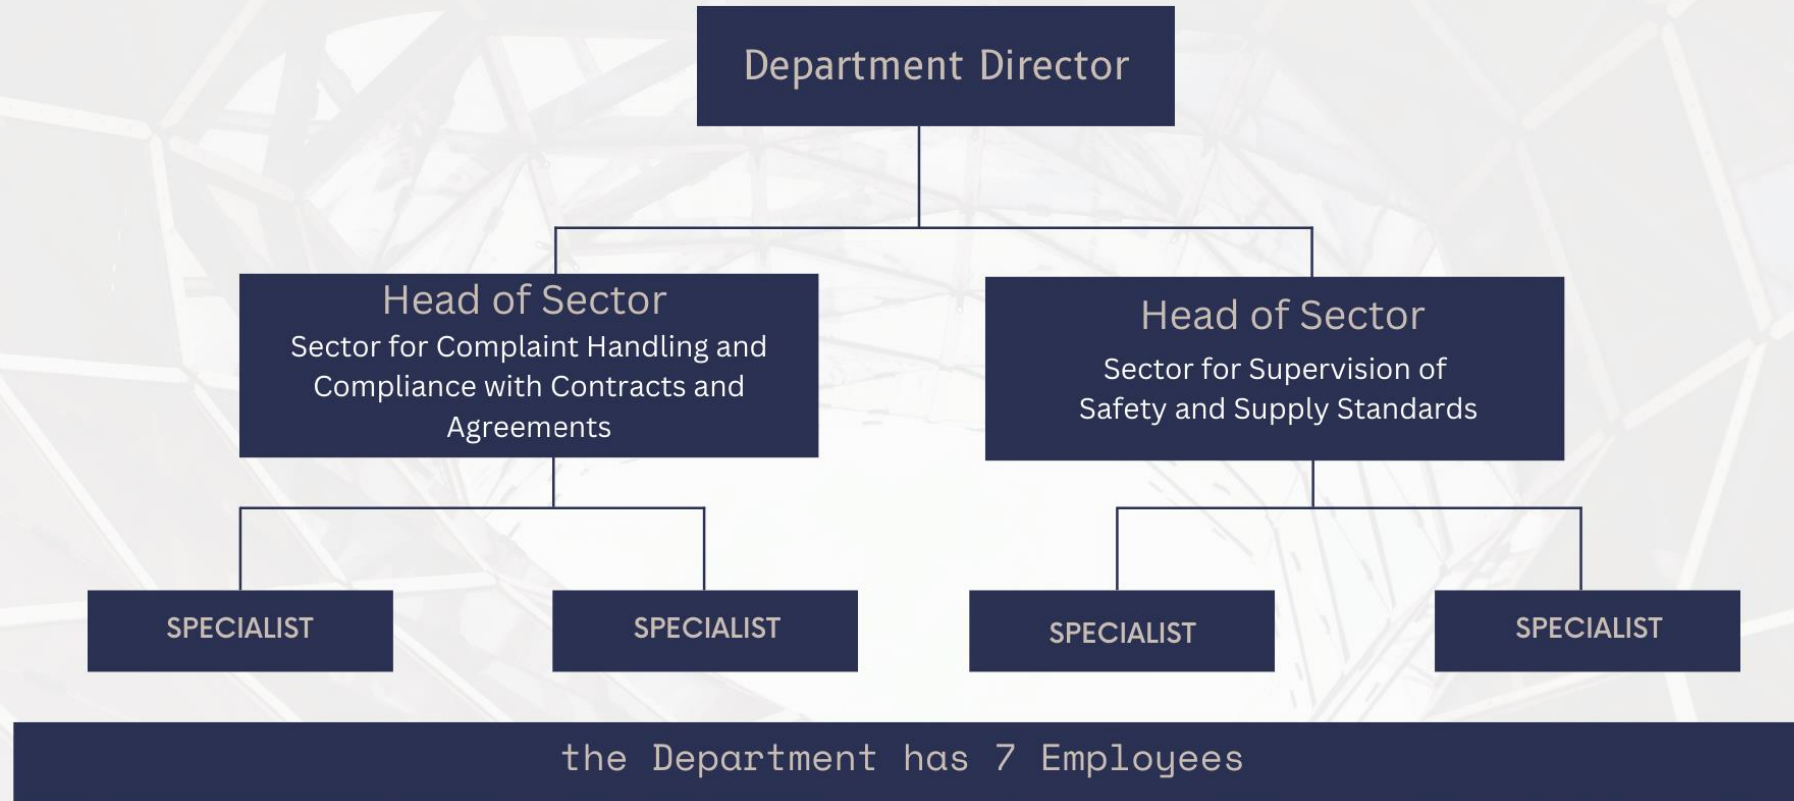 Department Director
Head of Sector
Sector for Complaint Handling and
Compliance with Contracts and
Agreements
Head of Sector
Sector for Supervision of
Safety and Supply Standards
SPECIALIST
SPECIALIST
SPECIALIST
SPECIALIST
the Department has 7 Employees